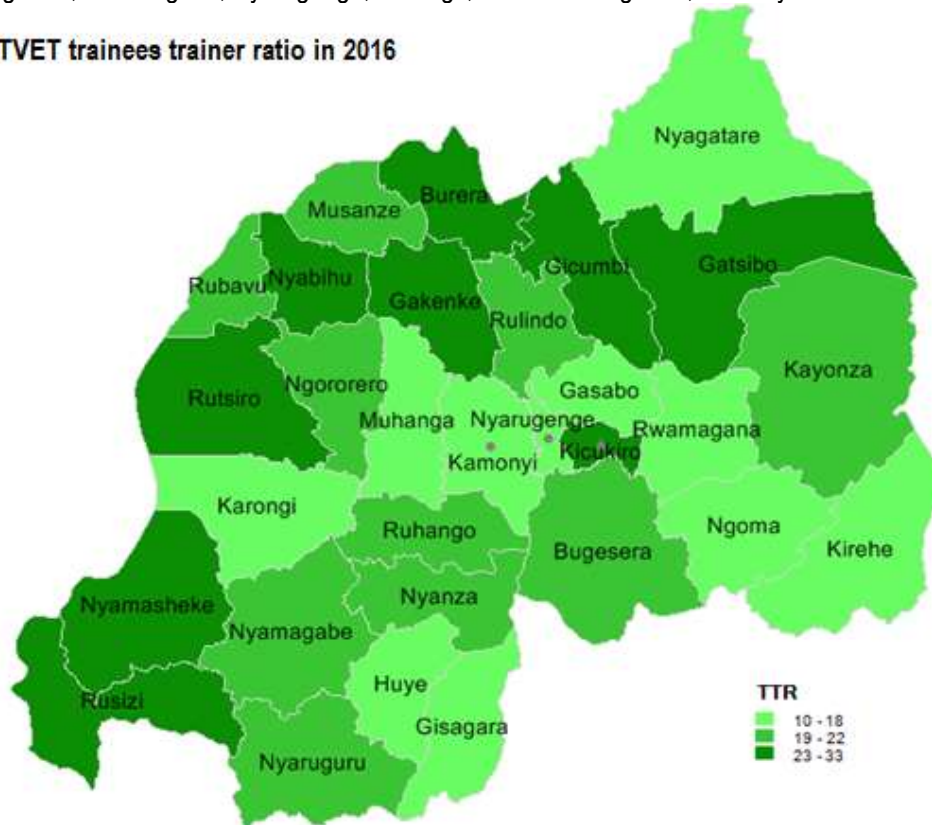 TVET trainees trainer ratio in 2016
Nyagatare
Burera
Musanze
Gicumbi
Gatsibo
Nyabihu
Rubavu
Gakenke
Rulindo
Kayonza
Ngororero
Rutsiro
Gasabo
Muhanga
Nyarugenge
Rwamagana
Kicukiro
Kamonyi
Karongi
Ngoma
Ruhango
Bugesera
Kirehe
Nyanza
Nyamasheke
Nyamagabe
Huye
Rusizi
Gisagara
Nyaruguru
TTR
10 - 18
19 - 22
23 - 33